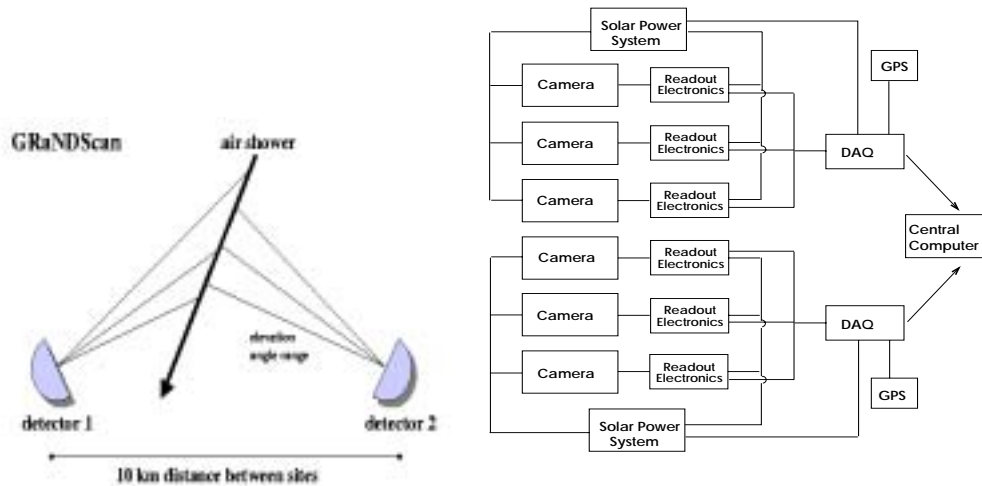 GRaNDScan
air shower
elevation
angle range
detector 1
detector 2
10 km distance between sites
Solar Power
System
GPS
Camera
Readout
Electronics
Camera
Readout
Electronics
DAQ
Camera
Readout
Electronics
Central
Computer
Camera
Readout
Electronics
Camera
Readout
Electronics
DAQ
Camera
Readout
Electronics
GPS
Solar Power
System